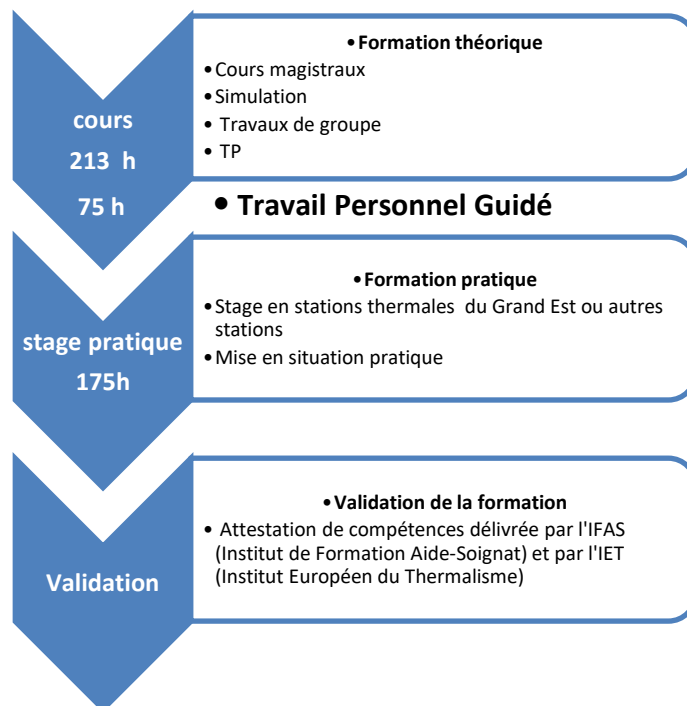 cours
213 h
75 h
•Formation théorique
•Cours magistraux
•Simulation
• Travaux de groupe
• TP
• Travail Personnel Guidé
stage pratique
175h
•Formation pratique
•Stage en stations thermales du Grand Est ou autres
stations
•Mise en situation pratique
Validation
•Validation de la formation
• Attestation de compétences délivrée par l'IFAS
(Institut de Formation Aide-Soignat) et par l'IET
(Institut Européen du Thermalisme)